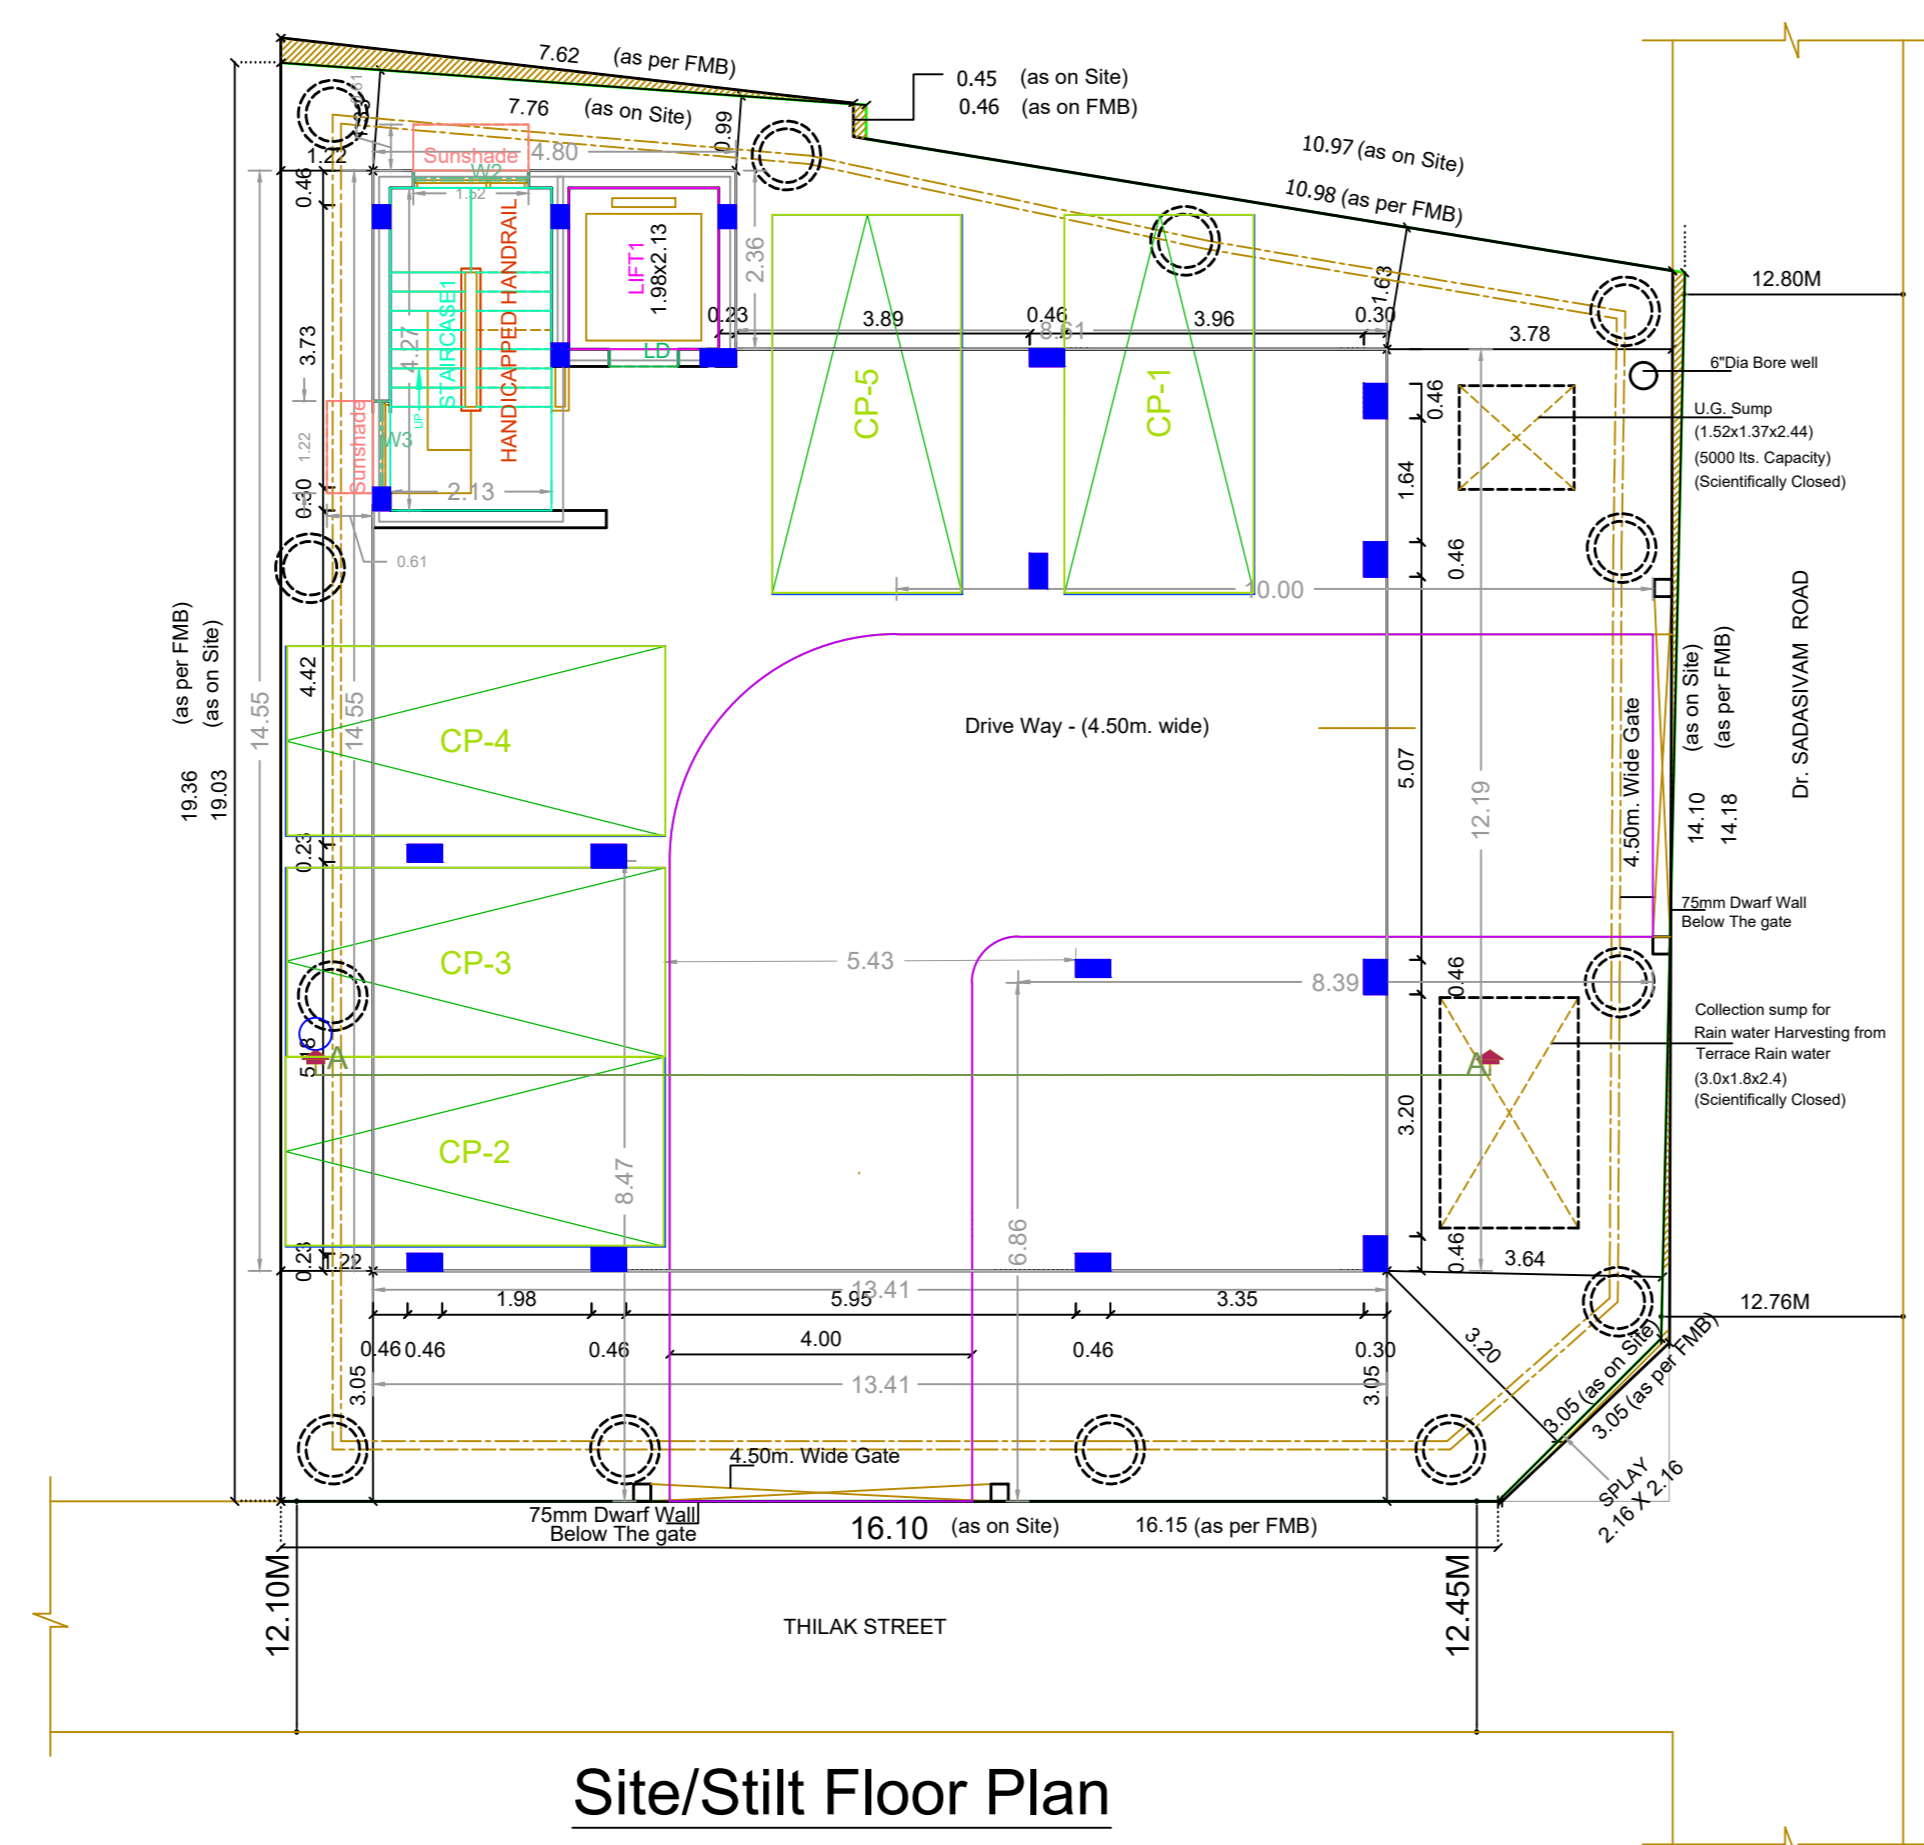 7.62 (as per FMB)
7.76 (as on Site)
0.45 (as on Site)
0.46 (as on FMB)
10.97 (as on Site)
10.98 (as per FMB)
0.61
0.99
1.22
4.80
Sunshade
W2
1.52
0.46
2.36
1.63
12.80M
HANDICAPPED HANDRAIL
STAIRCASE1
UP
4.27
LIFT1
1.98x2.13
LD
0.23
3.89
0.46
8.61
3.96
0.30
3.78
3.73
6"Dia Bore well
CP-5
CP-1
0.46
U.G. Sump
(1.52x1.37x2.44)
(5000 lts. Capacity)
(Scientifically Closed)
Sunshade
W3
1.22
1.64
0.30
2.13
0.61
0.46
10.00
19.36 (as per FMB)
19.03 (as on Site)
14.55
4.42
14.55
CP-4
Drive Way - (4.50m. wide)
5.07
12.19
4.50m. Wide Gate
14.10 (as on Site)
14.18 (as per FMB)
Dr. SADASIVAM ROAD
0.23
75mm Dwarf Wall
Below The gate
CP-3
5.43
8.39
0.46
Collection sump for
Rain water Harvesting from
Terrace Rain water
(3.0x1.8x2.4)
(Scientifically Closed)
5.18
A
A
CP-2
8.47
6.86
3.20
0.23
1.22
0.46
3.64
13.41
1.98
5.95
3.35
12.76M
0.46
0.46
0.46
4.00
0.46
0.30
3.20
3.05
13.41
3.05
3.05 (as on Site)
3.05 (as per FMB)
4.50m. Wide Gate
SPLAY
2.16 X 2.16
75mm Dwarf Wall
Below The gate
16.10 (as on Site)
16.15 (as per FMB)
12.10M
12.45M
THILAK STREET
Site/Stilt Floor Plan